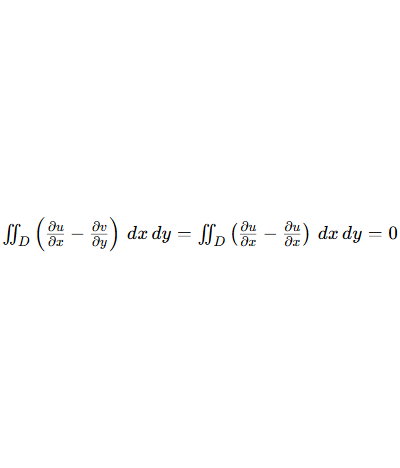 ∬_D (∂u/∂x − ∂v/∂y) dx dy = ∬_D (∂u/∂x − ∂u/∂x) dx dy = 0